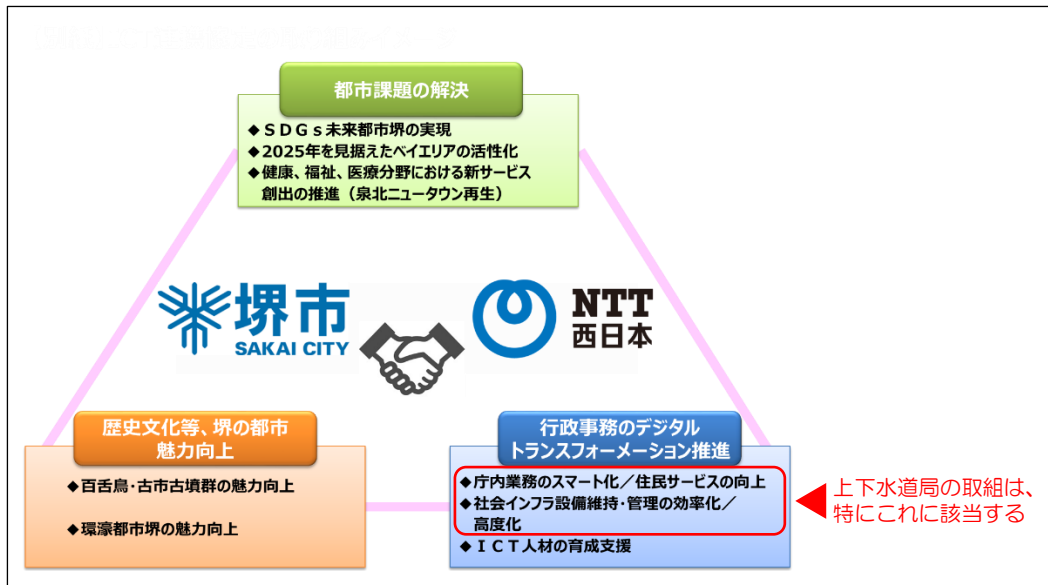 都市課題の解決
◆ＳＤＧｓ未来都市堺の実現
◆2025年を見据えたベイエリアの活性化
◆健康、福祉、医療分野における新サービス
創出の推進（泉北ニュータウン再生）
堺市
SAKAI CITY
NTT
西日本
歴史文化等、堺の都市
魅力向上
◆百舌鳥･古市古墳群の魅力向上
◆環濠都市堺の魅力向上
行政事務のデジタル
トランスフォーメーション推進
◆庁内業務のスマート化／住民サービスの向上
◆社会インフラ設備維持･管理の効率化／
高度化
◆ＩＣＴ人材の育成支援
上下水道局の取組は、
特にこれに該当する